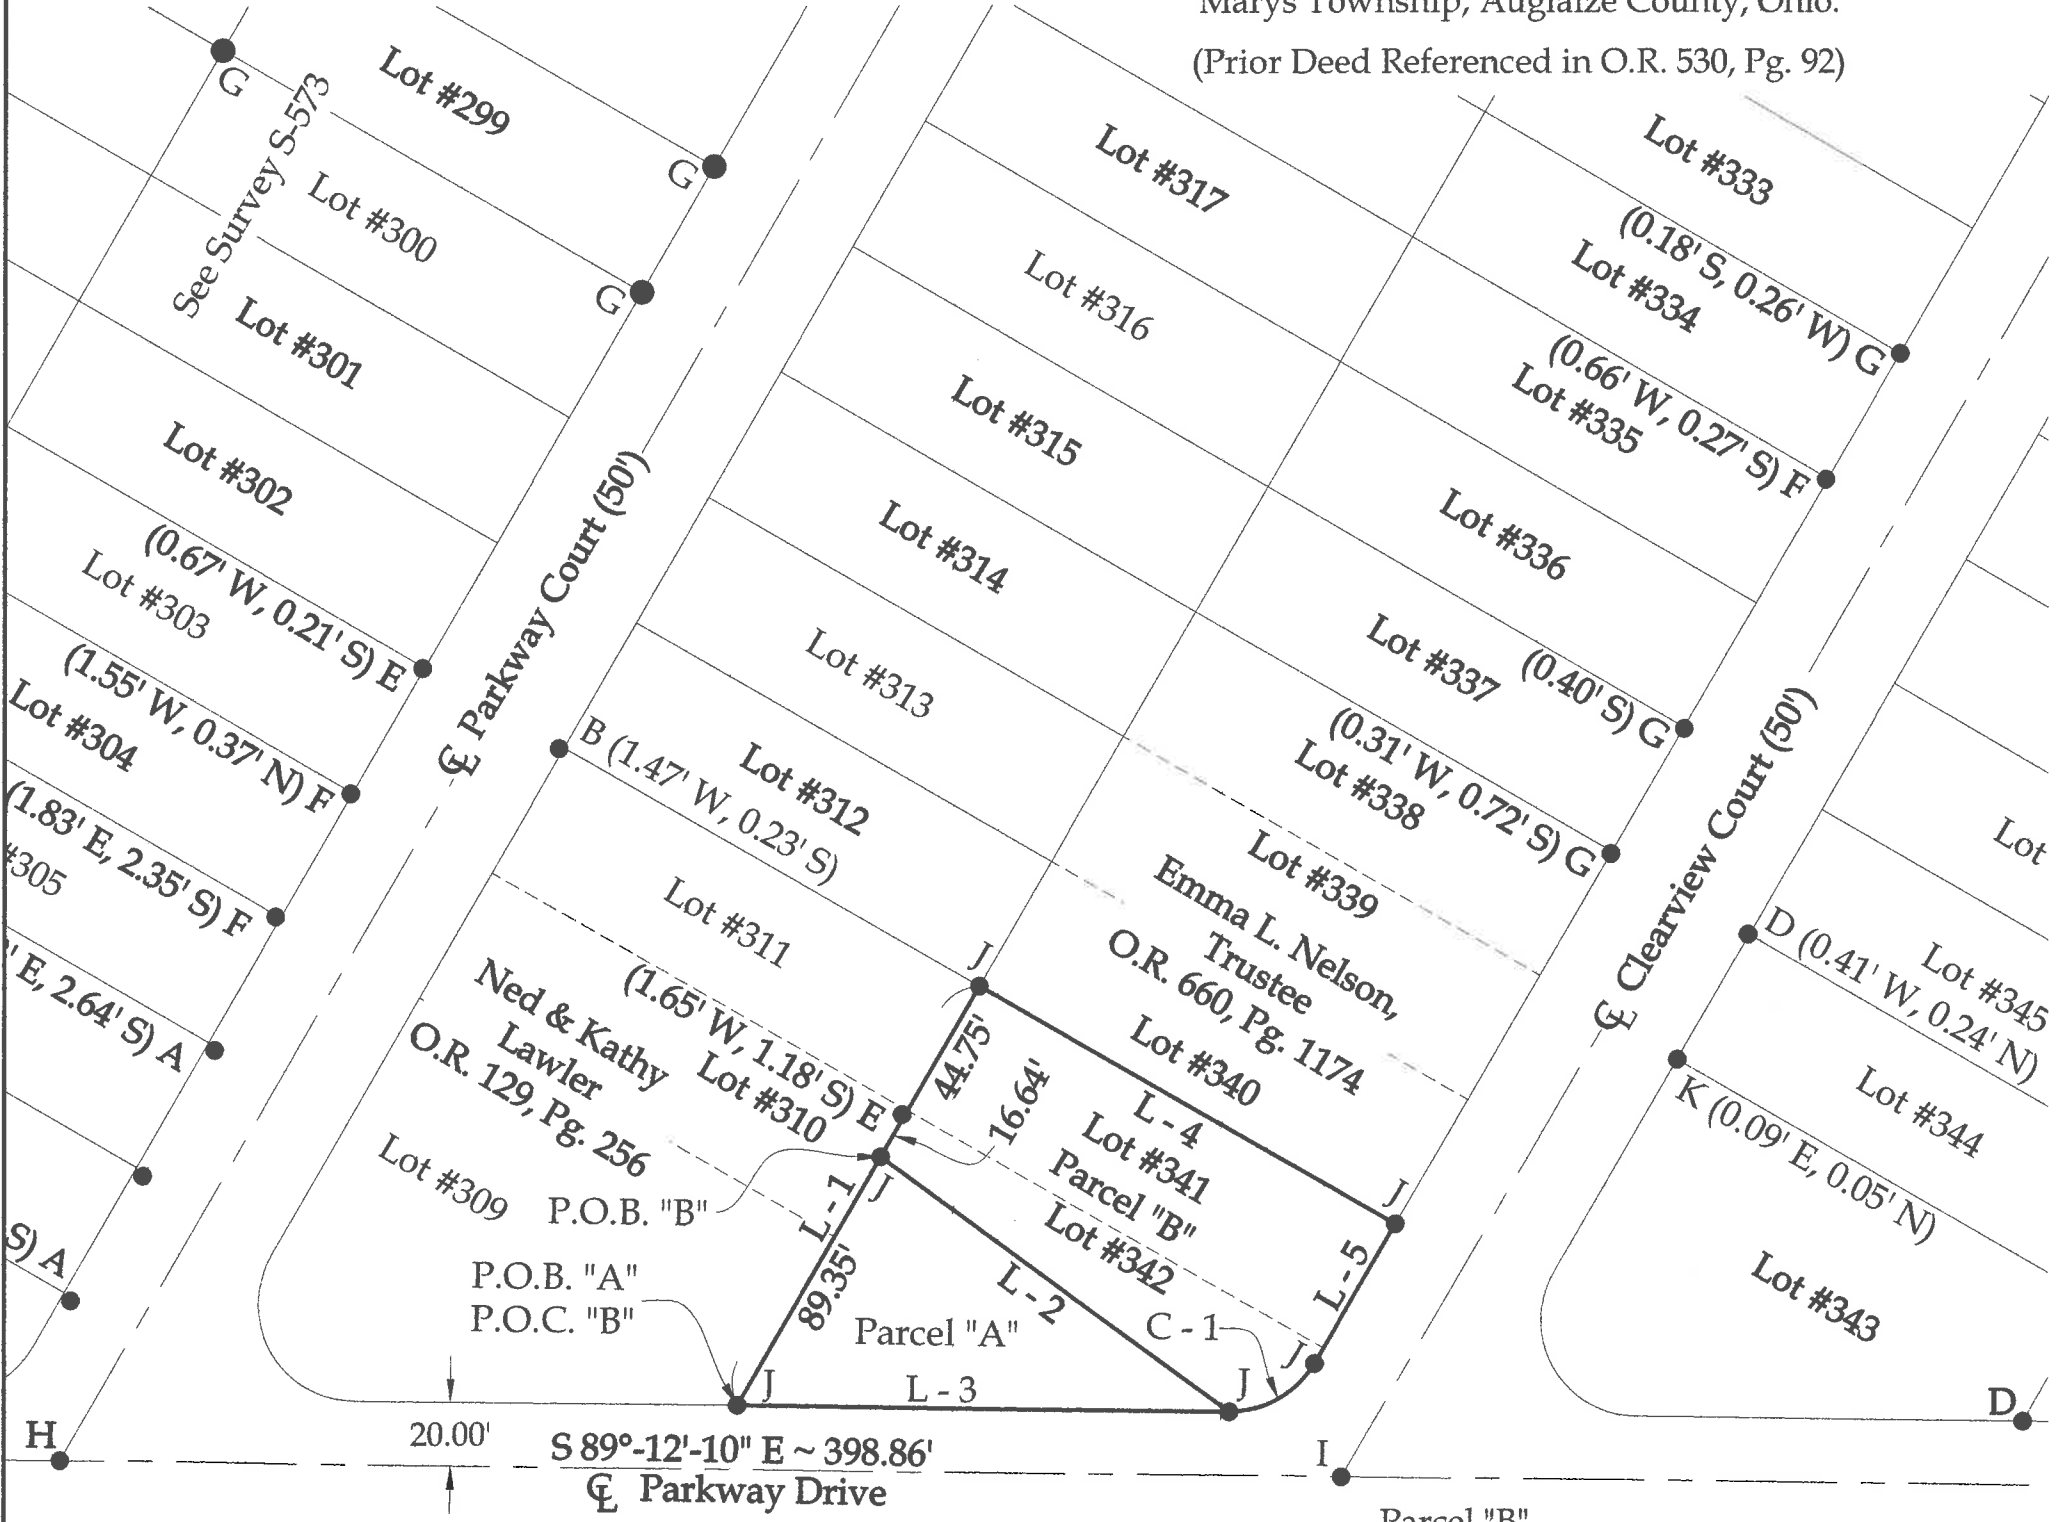 Marys Township, Auglaize County, Ohio.
(Prior Deed Referenced in O.R. 530, Pg. 92)
G
See Survey S-573
Lot #299
G
Lot #300
G
Lot #301
Lot #302
(0.67' W, 0.21' S) E
Lot #303
(1.55' W, 0.37' N) F
Lot #304
(1.83' E, 2.35' S) F
#305
' E, 2.64' S) A
S) A
H
℄ Parkway Court (50')
Lot #317
Lot #316
Lot #315
Lot #314
Lot #313
Lot #312
B (1.47' W, 0.23' S)
Lot #311
(1.65' W, 1.18' S) E
Lot #310
Ned & Kathy
Lawler
O.R. 129, Pg. 256
Lot #309
Lot #333
(0.18' S, 0.26' W) G
Lot #334
(0.66' W, 0.27' S) F
Lot #335
Lot #336
(0.40' S) G
Lot #337
(0.31' W, 0.72' S) G
Lot #338
Lot #339
Emma L. Nelson,
Trustee
O.R. 660, Pg. 1174
Lot #340
J
44.75'
16.64'
L - 4
Lot #341
Parcel "B"
Lot #342
J
L - 5
J
C - 1
J
L - 2
J
L - 1
89.35'
P.O.B. "B"
P.O.B. "A"
P.O.C. "B"
Parcel "A"
J
L - 3
℄ Clearview Court (50')
Lot
D (0.41' W, 0.24' N)
Lot #345
Lot #344
K (0.09' E, 0.05' N)
Lot #343
D
I
20.00'
S 89°-12'-10" E ~ 398.86'
℄ Parkway Drive
Parcel "B"